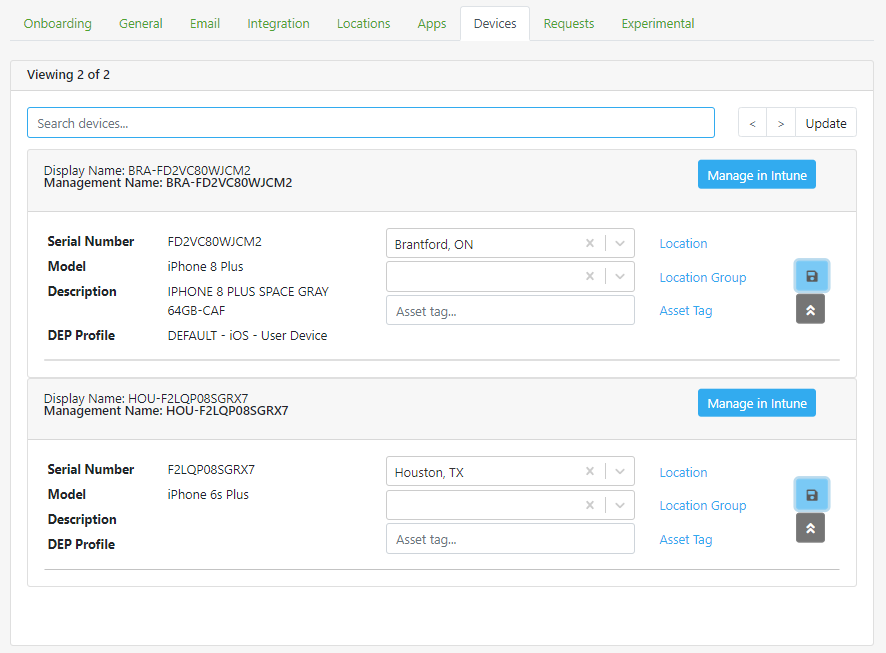 Onboarding General Email Integration Locations Apps Devices Requests Experimental
Viewing 2 of 2
Search devices... < > Update
Display Name: BRA-FD2VC80WJCM2
Management Name: BRA-FD2VC80WJCM2
Manage in Intune
Serial Number FD2VC80WJCM2 Brantford, ON Location
Model iPhone 8 Plus Location Group
Description IPHONE 8 PLUS SPACE GRAY
64GB-CAF Asset tag... Asset Tag
DEP Profile DEFAULT - iOS - User Device
Display Name: HOU-F2LQP08SGRX7
Management Name: HOU-F2LQP08SGRX7
Manage in Intune
Serial Number F2LQP08SGRX7 Houston, TX Location
Model iPhone 6s Plus Location Group
Description
DEP Profile Asset tag... Asset Tag